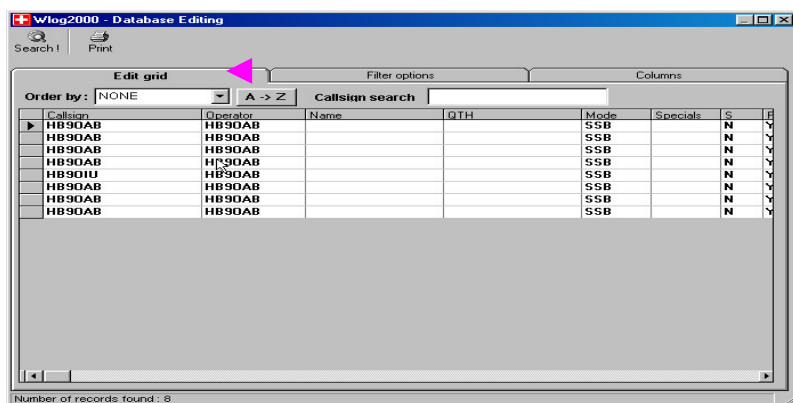 Wlog2000 - Database Editing
Search ! Print
Edit grid Filter options Columns
Order by : NONE A -> Z Callsign search
Callsign Operator Name QTH Mode Specials S F
HB9OAB HB9OAB SSB N Y
HB9OAB HB9OAB SSB N Y
HB9OAB HB9OAB SSB N Y
HB9OAB HB9OAB SSB N Y
HB9OIU HB9OAB SSB N Y
HB9OAB HB9OAB SSB N Y
HB9OAB HB9OAB SSB N Y
HB9OAB HB9OAB SSB N Y
Number of records found : 8